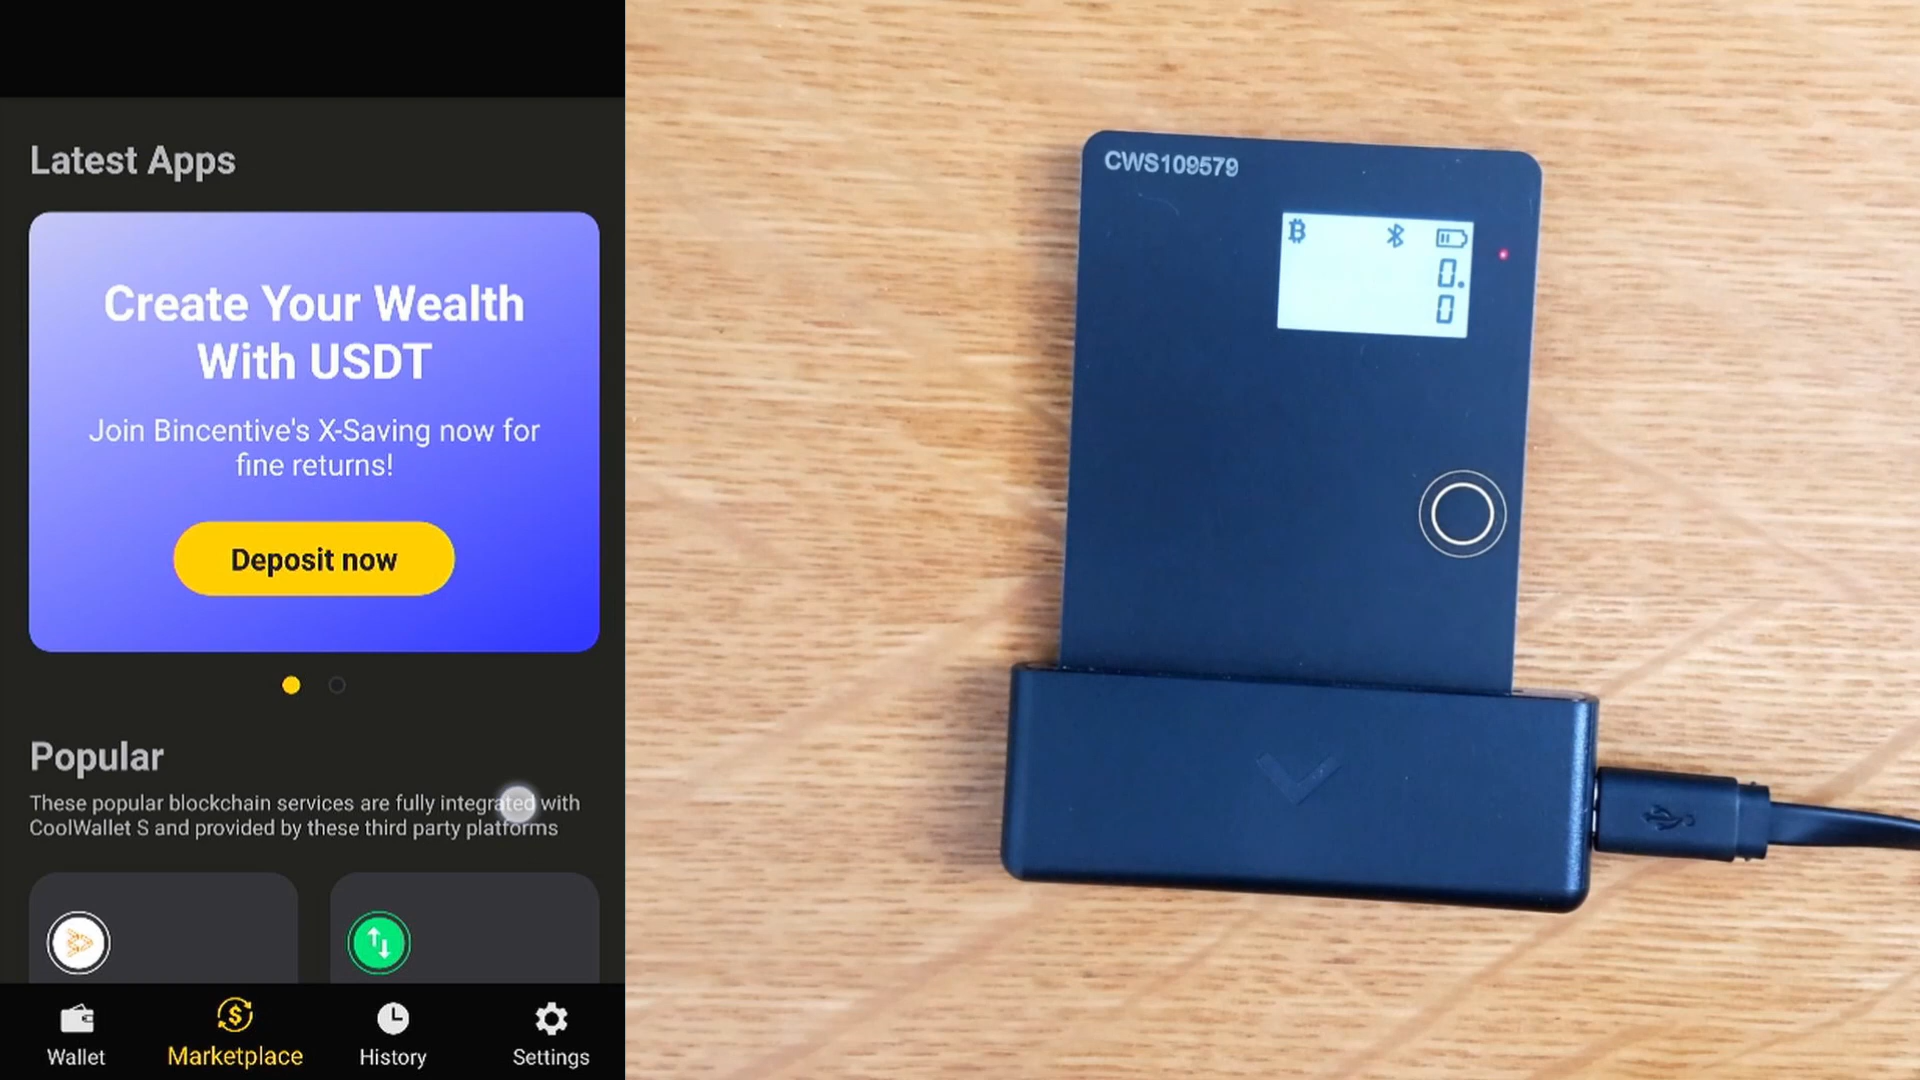 Latest Apps
Create Your Wealth
With USDT
Join Bincentive's X-Saving now for
fine returns!
Deposit now
Popular
These popular blockchain services are fully integrated with
CoolWallet S and provided by these third party platforms
Wallet
Marketplace
History
Settings
CWS109579
0.
0